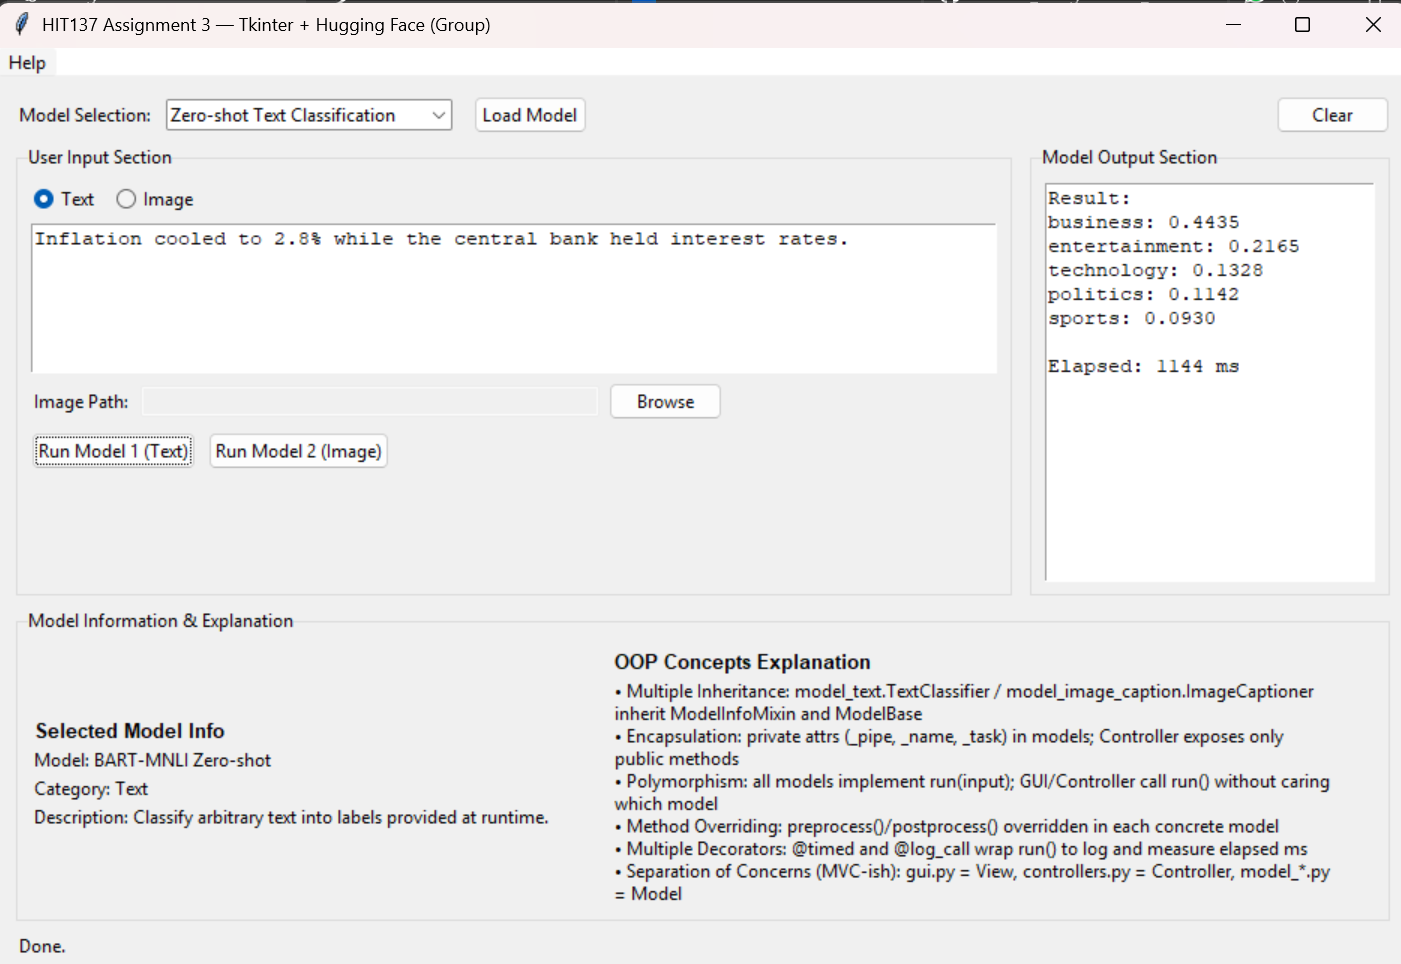 HIT137 Assignment 3 — Tkinter + Hugging Face (Group)
Help
Model Selection: Zero-shot Text Classification Load Model Clear
User Input Section
Text Image
Inflation cooled to 2.8% while the central bank held interest rates.
Image Path: Browse
Run Model 1 (Text) Run Model 2 (Image)
Model Output Section
Result:
business: 0.4435
entertainment: 0.2165
technology: 0.1328
politics: 0.1142
sports: 0.0930
Elapsed: 1144 ms
Model Information & Explanation
Selected Model Info
Model: BART-MNLI Zero-shot
Category: Text
Description: Classify arbitrary text into labels provided at runtime.
OOP Concepts Explanation
• Multiple Inheritance: model_text.TextClassifier / model_image_caption.ImageCaptioner
inherit ModelInfoMixin and ModelBase
• Encapsulation: private attrs (_pipe, _name, _task) in models; Controller exposes only
public methods
• Polymorphism: all models implement run(input); GUI/Controller call run() without caring
which model
• Method Overriding: preprocess()/postprocess() overridden in each concrete model
• Multiple Decorators: @timed and @log_call wrap run() to log and measure elapsed ms
• Separation of Concerns (MVC-ish): gui.py = View, controllers.py = Controller, model_*.py
= Model
Done.